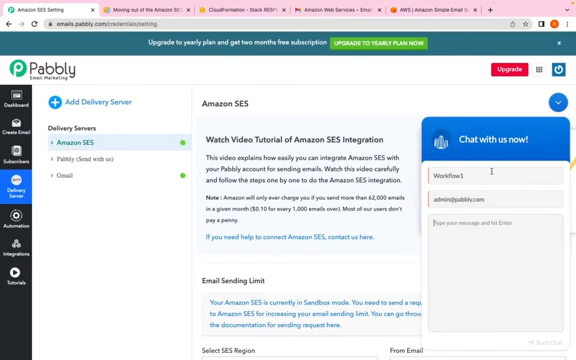 Amazon SES Setting
Moving out of the Amazon SES
CloudFormation - Stack RESF
Amazon Web Services – Emai
AWS | Amazon Simple Email S
emails.pabbly.com/credentials/setting
Upgrade to yearly plan and get two months free subscription
UPGRADE TO YEARLY PLAN NOW
Pabbly
Email Marketing
Upgrade
Dashboard
Create Email
Subscribers
Delivery
Server
Automation
Integrations
Tutorials
Add Delivery Server
Delivery Servers
Amazon SES
Pabbly (Send with us)
Gmail
Amazon SES
Watch Video Tutorial of Amazon SES Integration
This video explains how easily you can integrate Amazon SES with
your Pabbly account for sending emails. Watch this video carefully
and follow the steps one by one to do the Amazon SES integration.
Note : Amazon will never charge you if you send more than 62,000 emails
in a given month ($0.10 for every 1,000 emails over). Most of our users don't
pay a penny.
If you need help to connect Amazon SES, contact us here.
Email Sending Limit
Your Amazon SES is currently in Sandbox mode. You need to send a requ
to Amazon SES for increasing your email sending limit. You can go throu
the documentation for sending request here.
Select SES Region
From Email
Chat with us now!
Workflow1
admin@pabbly.com
Type your message and hit Enter
Start Chat